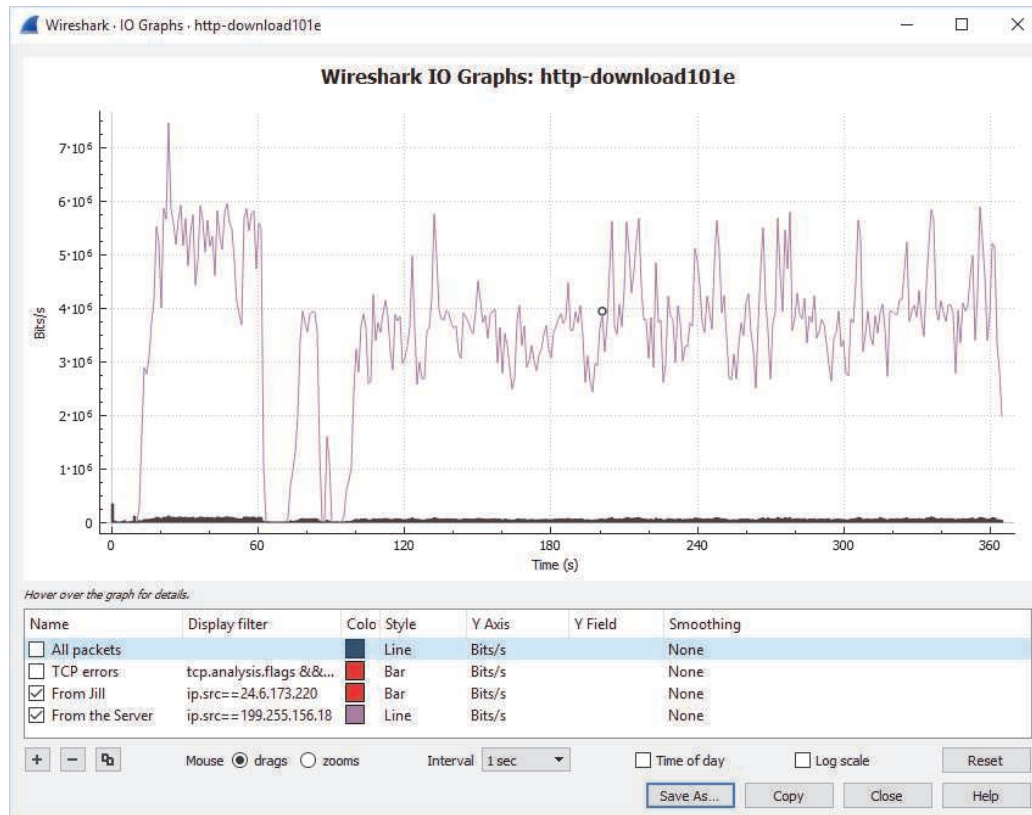 Wireshark · IO Graphs · http-download101e
Wireshark IO Graphs: http-download101e
7·10⁶
6·10⁶
5·10⁶
4·10⁶
3·10⁶
2·10⁶
1·10⁶
0
Bits/s
0 60 120 180 240 300 360
Time (s)
Hover over the graph for details.
Name Display filter Colo Style Y Axis Y Field Smoothing
All packets Line Bits/s None
TCP errors tcp.analysis.flags &&... Bar Bits/s None
From Jill ip.src==24.6.173.220 Bar Bits/s None
From the Server ip.src==199.255.156.18 Line Bits/s None
Mouse drags zooms Interval 1 sec Time of day Log scale Reset
Save As... Copy Close Help